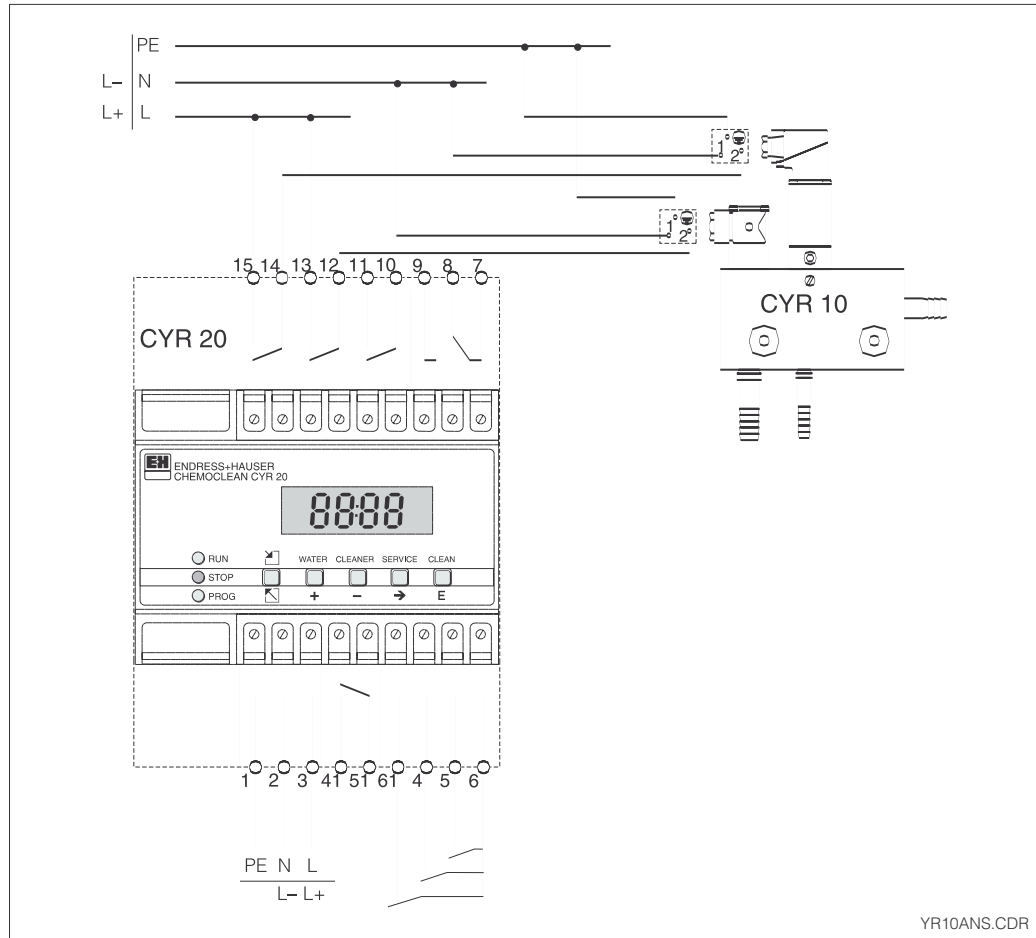 PE
L– N
L+ L
1 2
1 2
15 14 13 12 11 10 9 8 7
CYR 10
CYR 20
E+H
ENDRESS+HAUSER
CHEMOCLEAN CYR 20
88:88
RUN
WATER CLEANER SERVICE CLEAN
STOP
PROG
+ – → E
1 2 3 41 51 61 4 5 6
PE N L
L– L+
YR10ANS.CDR